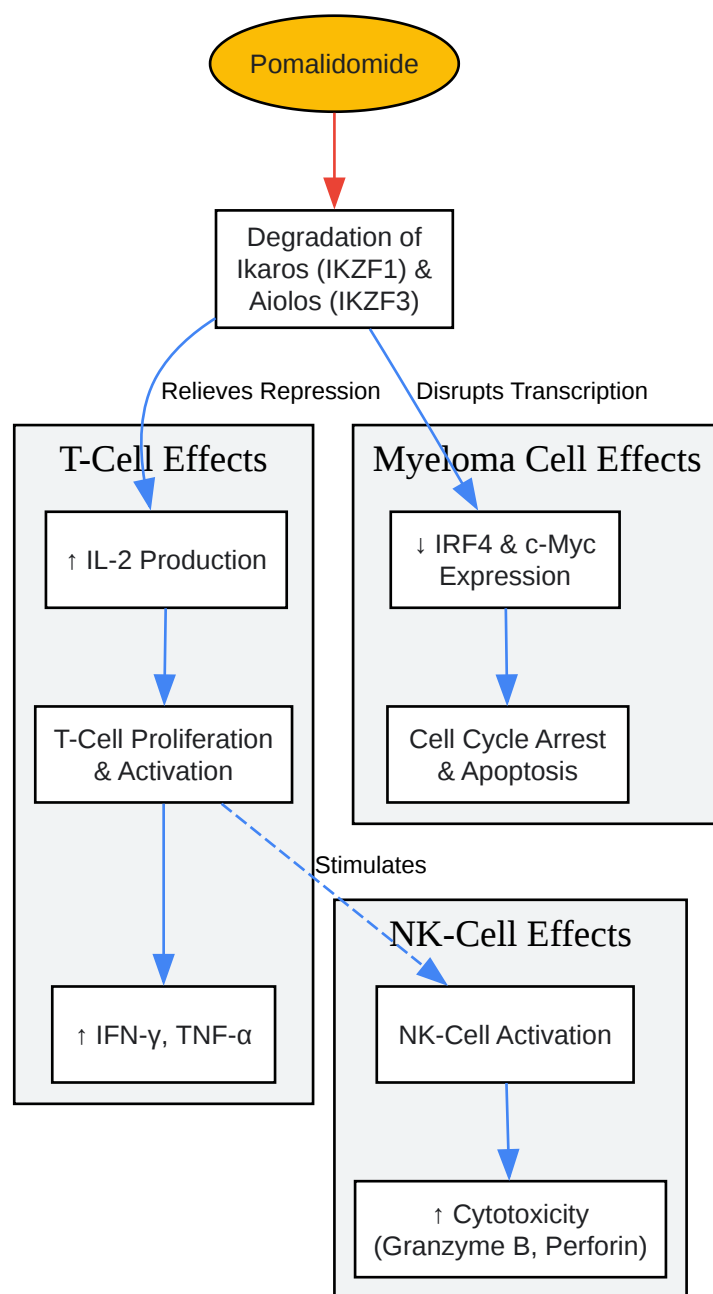 Pomalidomide
Degradation of
Ikaros (IKZF1) &
Aiolos (IKZF3)
Relieves Repression
Disrupts Transcription
T-Cell Effects
↑ IL-2 Production
T-Cell Proliferation
& Activation
↑ IFN-γ, TNF-α
Myeloma Cell Effects
↓ IRF4 & c-Myc
Expression
Cell Cycle Arrest
& Apoptosis
Stimulates
NK-Cell Effects
NK-Cell Activation
↑ Cytotoxicity
(Granzyme B, Perforin)